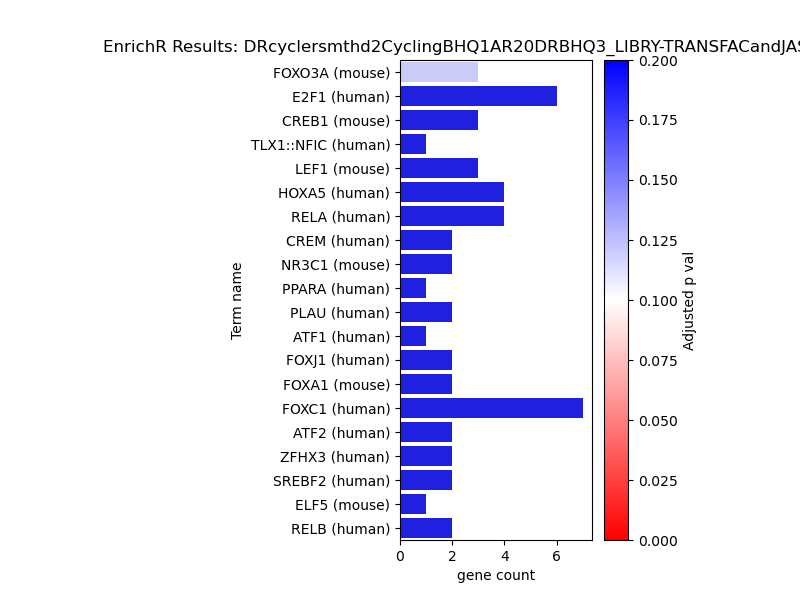 EnrichR Results: DRcyclersmthd2CyclingBHQ1AR20DRBHQ3_LIBRY-TRANSFACandJAS
FOXO3A (mouse)
E2F1 (human)
CREB1 (mouse)
TLX1::NFIC (human)
LEF1 (mouse)
HOXA5 (human)
RELA (human)
CREM (human)
NR3C1 (mouse)
PPARA (human)
PLAU (human)
ATF1 (human)
FOXJ1 (human)
FOXA1 (mouse)
FOXC1 (human)
ATF2 (human)
ZFHX3 (human)
SREBF2 (human)
ELF5 (mouse)
RELB (human)
Term name
0 2 4 6
gene count
0.200
0.175
0.150
0.125
0.100
0.075
0.050
0.025
0.000
Adjusted p val